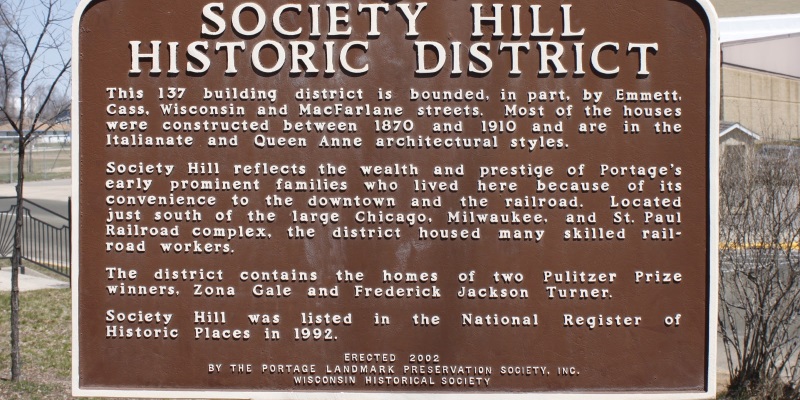 SOCIETY HILL
HISTORIC DISTRICT
This 137 building district is bounded, in part, by Emmett,
Cass, Wisconsin and MacFarlane streets. Most of the houses
were constructed between 1870 and 1910 and are in the
Italianate and Queen Anne architectural styles.
Society Hill reflects the wealth and prestige of Portage's
early prominent families who lived here because of its
convenience to the downtown and the railroad. Located
just south of the large Chicago, Milwaukee, and St. Paul
Railroad complex, the district housed many skilled rail-
road workers.
The district contains the homes of two Pulitzer Prize
winners, Zona Gale and Frederick Jackson Turner.
Society Hill was listed in the National Register of
Historic Places in 1992.
ERECTED 2002
BY THE PORTAGE LANDMARK PRESERVATION SOCIETY, INC.
WISCONSIN HISTORICAL SOCIETY